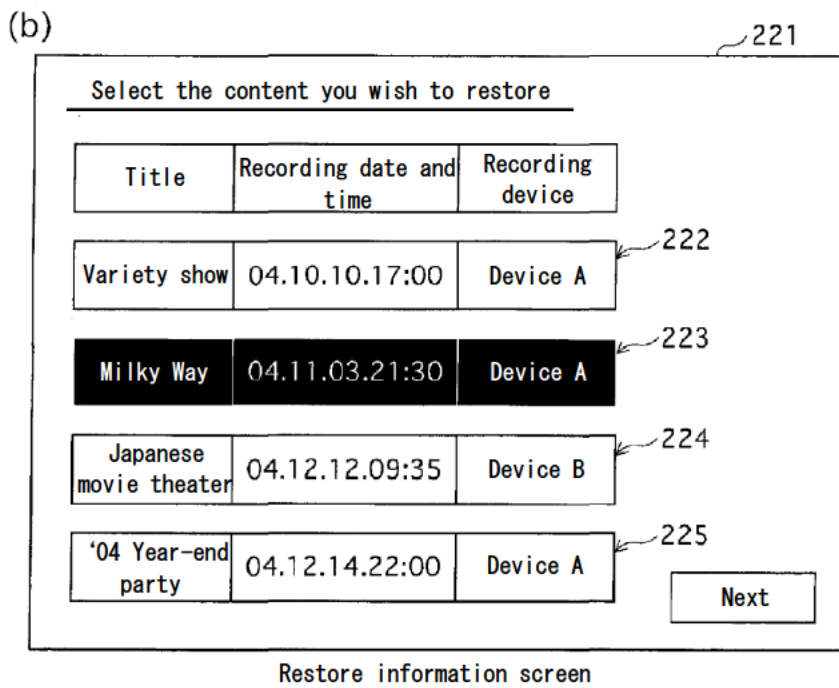 (b)
221
Select the content you wish to restore
Title
Recording date and
time
Recording
device
222
Variety show
04.10.10.17:00
Device A
223
Milky Way
04.11.03.21:30
Device A
224
Japanese
movie theater
04.12.12.09:35
Device B
225
‘04 Year-end
party
04.12.14.22:00
Device A
Next
Restore information screen